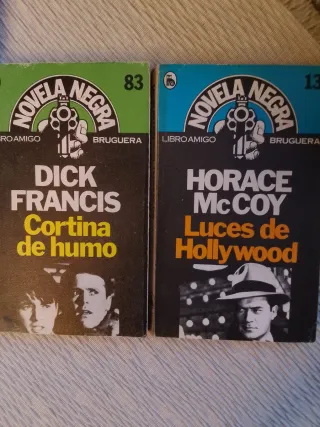 83
NOVELA NEGRA
LIBRO AMIGO BRUGUERA
DICK
FRANCIS
Cortina
de humo
13
NOVELA NEGRA
LIBRO AMIGO BRUGUERA
HORACE
McCOY
Luces de
Hollywood